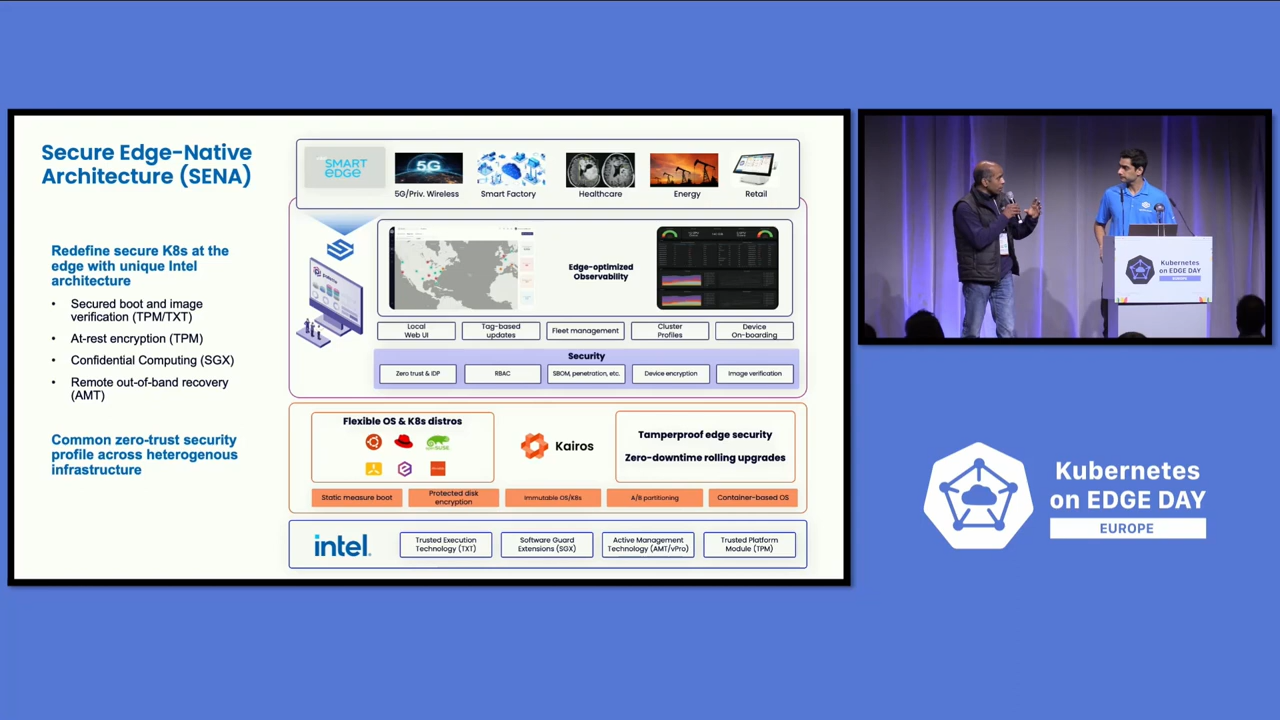 Secure Edge-Native
Architecture (SENA)
Redefine secure K8s at the
edge with unique Intel
architecture
• Secured boot and image
verification (TPM/TXT)
• At-rest encryption (TPM)
• Confidential Computing (SGX)
• Remote out-of-band recovery
(AMT)
Common zero-trust security
profile across heterogenous
infrastructure
SMART
EDGE
5G
5G/Priv. Wireless
Smart Factory
Healthcare
Energy
Retail
Edge-optimized
Observability
Local
Web UI
Tag-based
updates
Fleet management
Cluster
Profiles
Device
On-boarding
Security
Zero trust & IDP
RBAC
SBOM, penetration, etc.
Device encryption
Image verification
Flexible OS & K8s distros
Kairos
Tamperproof edge security
Zero-downtime rolling upgrades
Static measure boot
Protected disk
encryption
Immutable OS/K8s
A/B partitioning
Container-based OS
intel.
Trusted Execution
Technology (TXT)
Software Guard
Extensions (SGX)
Active Management
Technology (AMT/vPro)
Trusted Platform
Module (TPM)
Kubernetes
on EDGE DAY
EUROPE
Kubernetes
on EDGE DAY
EUROPE